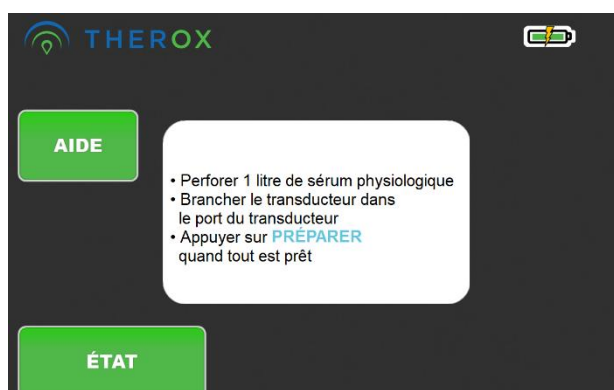 THEROX
AIDE
• Perforer 1 litre de sérum physiologique
• Brancher le transducteur dans
le port du transducteur
• Appuyer sur PRÉPARER
quand tout est prêt
ÉTAT